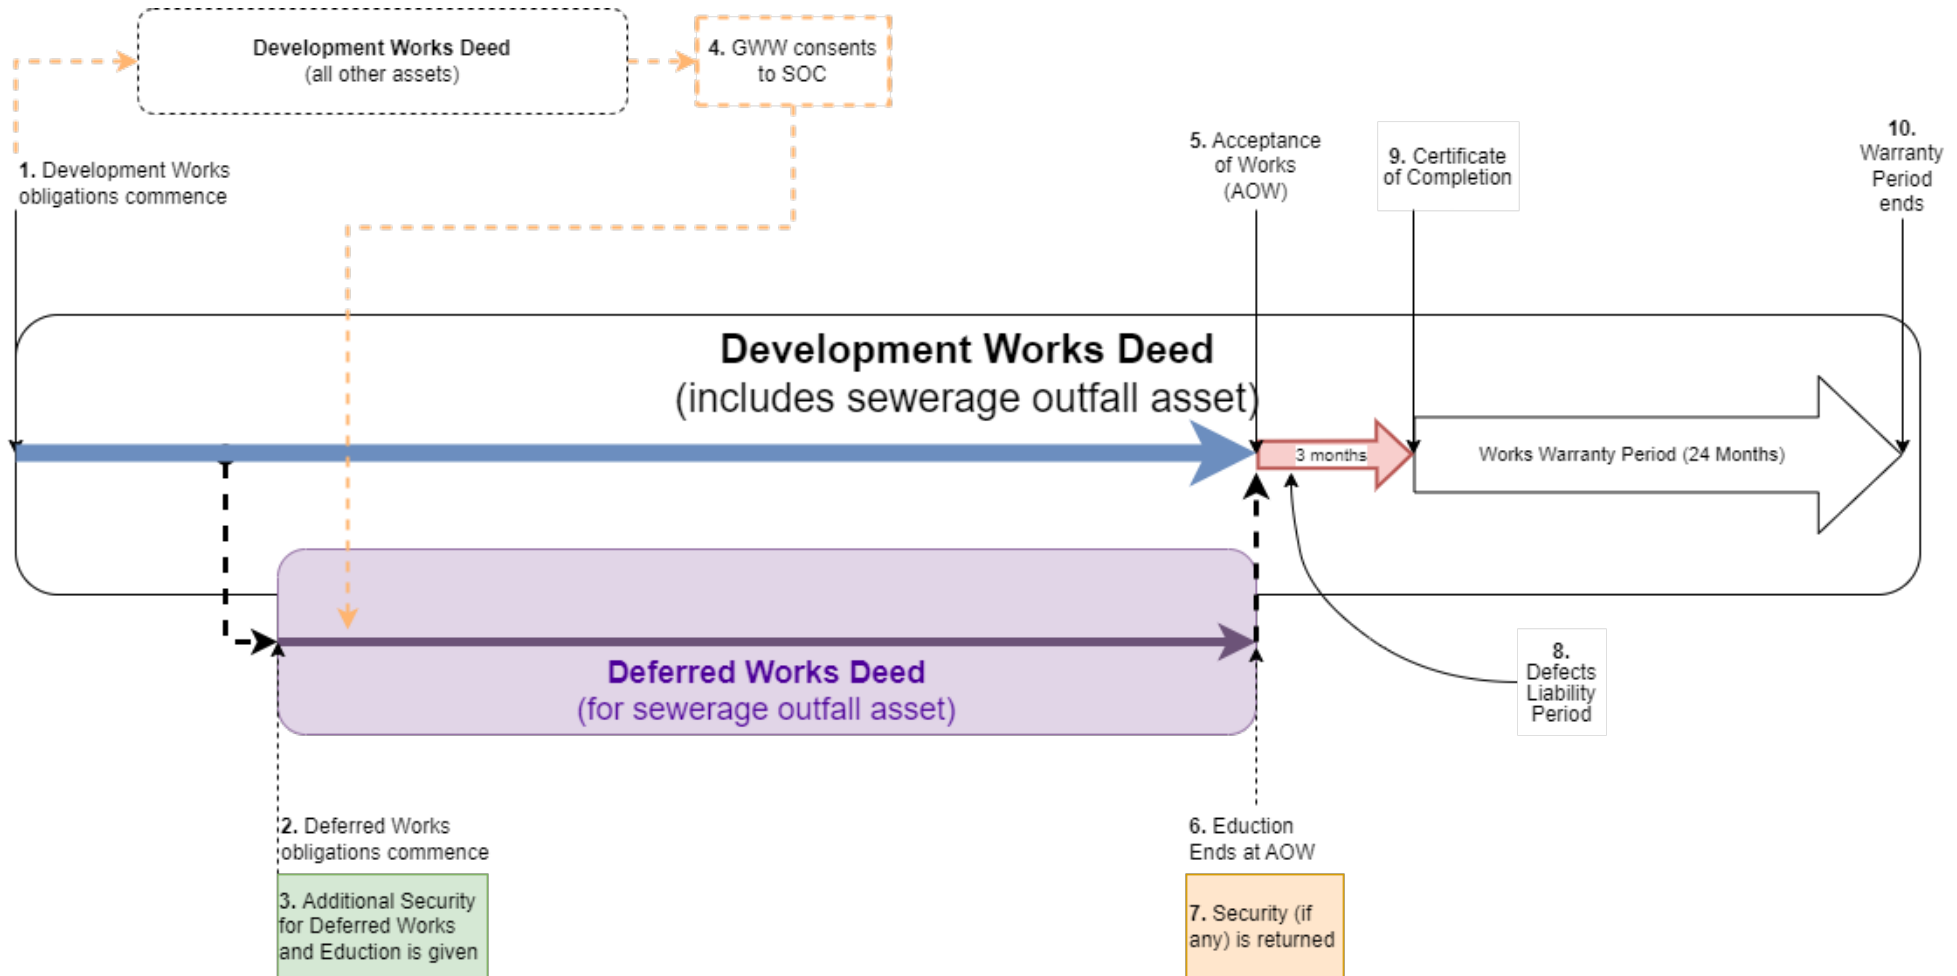 Development Works Deed
(all other assets)
4. GWW consents
to SOC
1. Development Works
obligations commence
5. Acceptance
of Works
(AOW)
9. Certificate
of Completion
10.
Warranty
Period
ends
Development Works Deed
(includes sewerage outfall asset)
3 months
Works Warranty Period (24 Months)
Deferred Works Deed
(for sewerage outfall asset)
8.
Defects
Liability
Period
2. Deferred Works
obligations commence
3. Additional Security
for Deferred Works
and Eduction is given
6. Eduction
Ends at AOW
7. Security (if
any) is returned